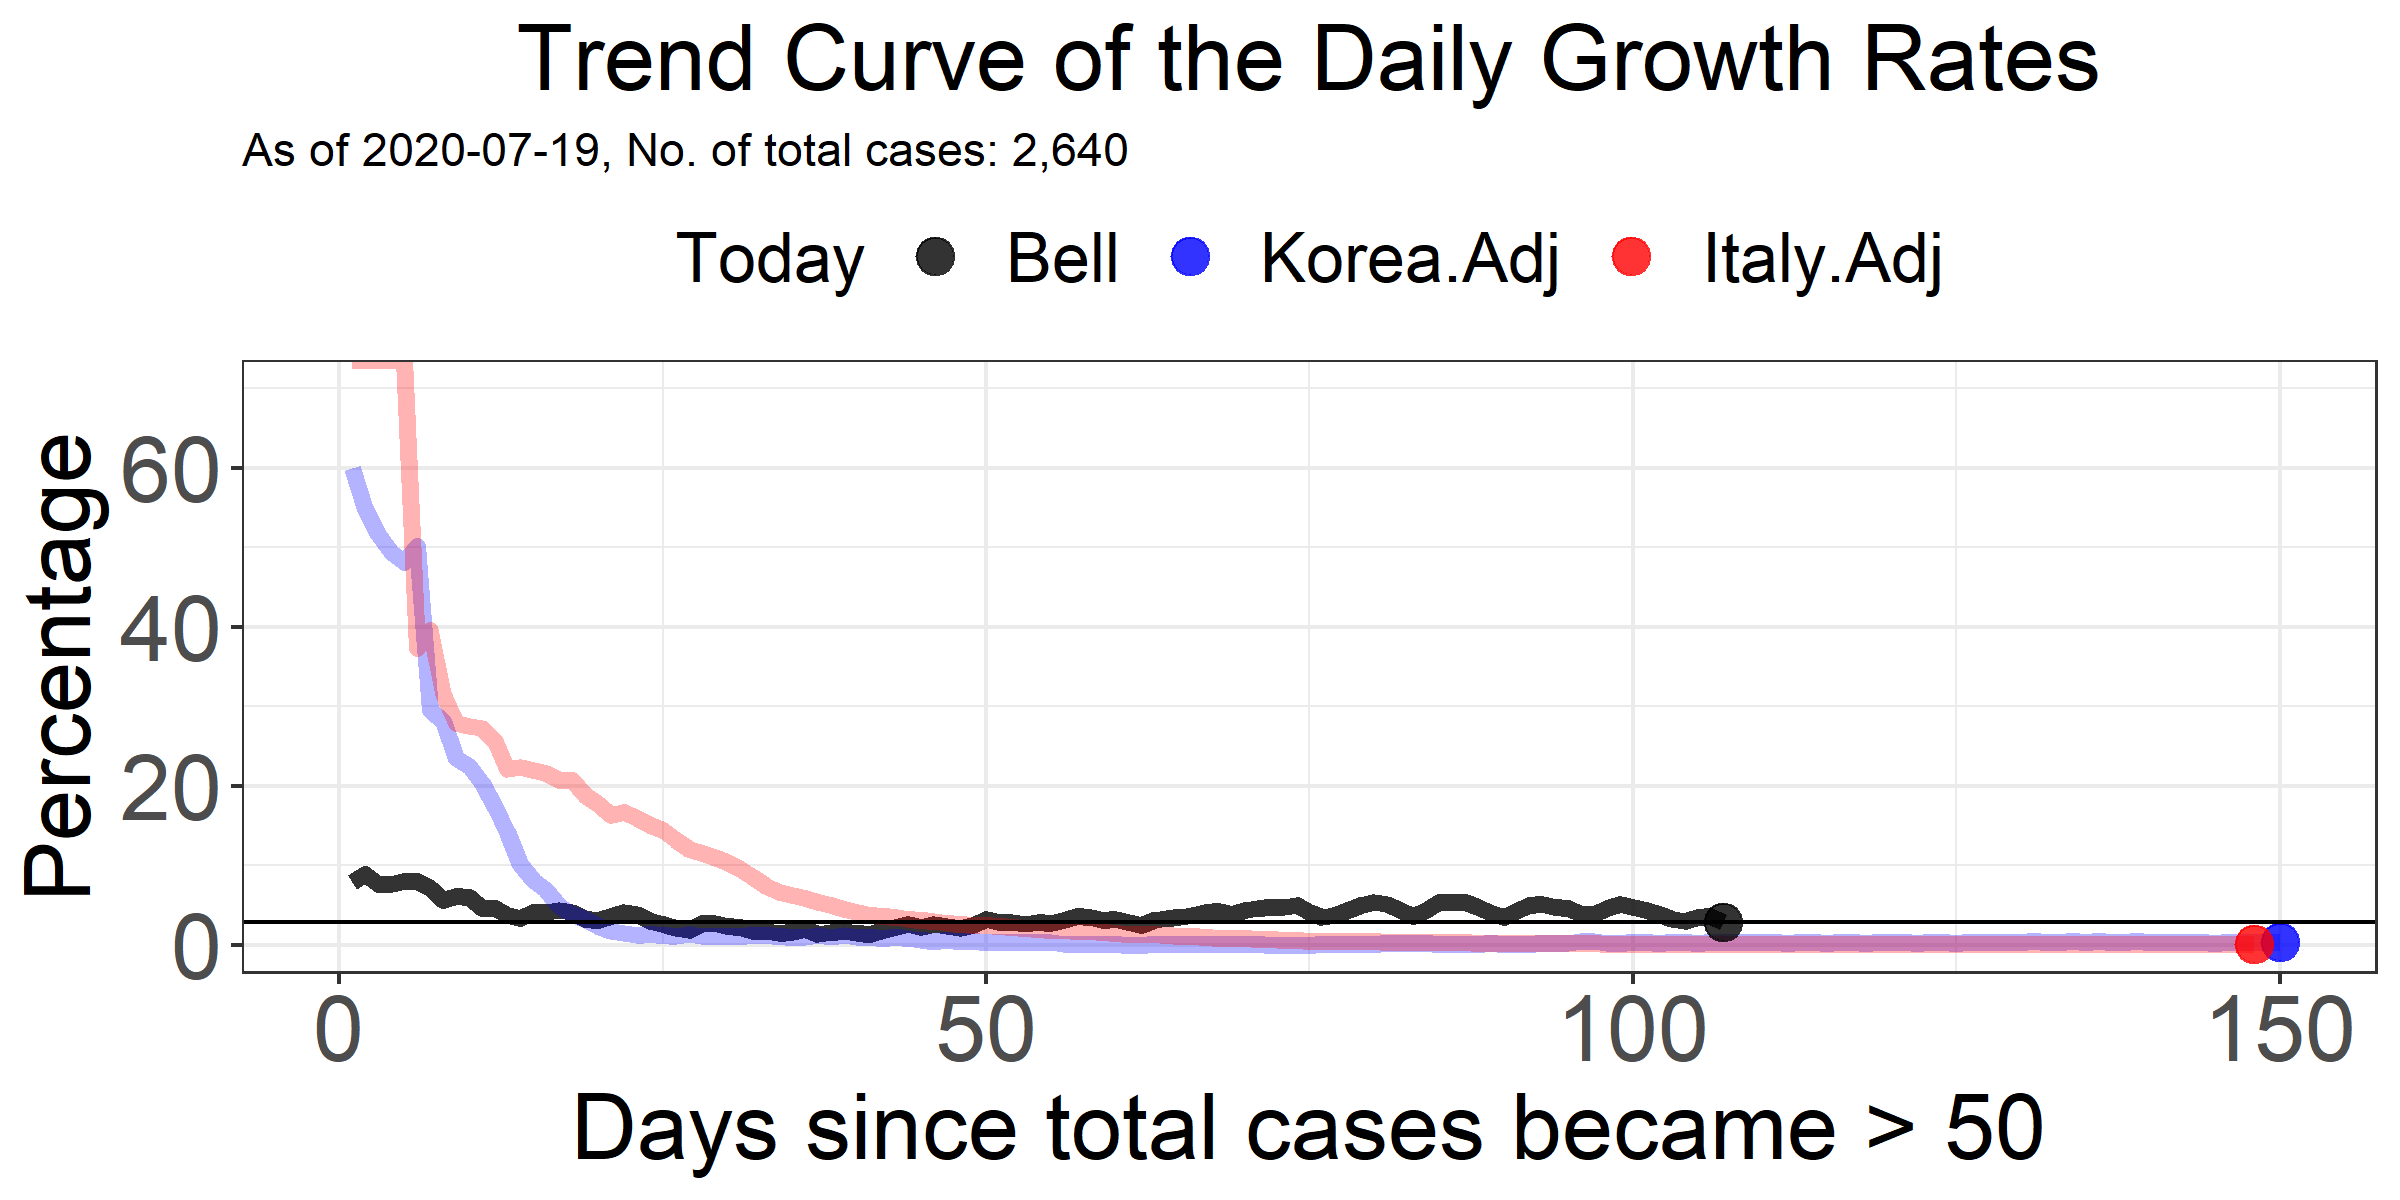 Trend Curve of the Daily Growth Rates
As of 2020-07-19, No. of total cases: 2,640
Today Bell Korea.Adj Italy.Adj
Percentage
60
40
20
0
0 50 100 150
Days since total cases became > 50